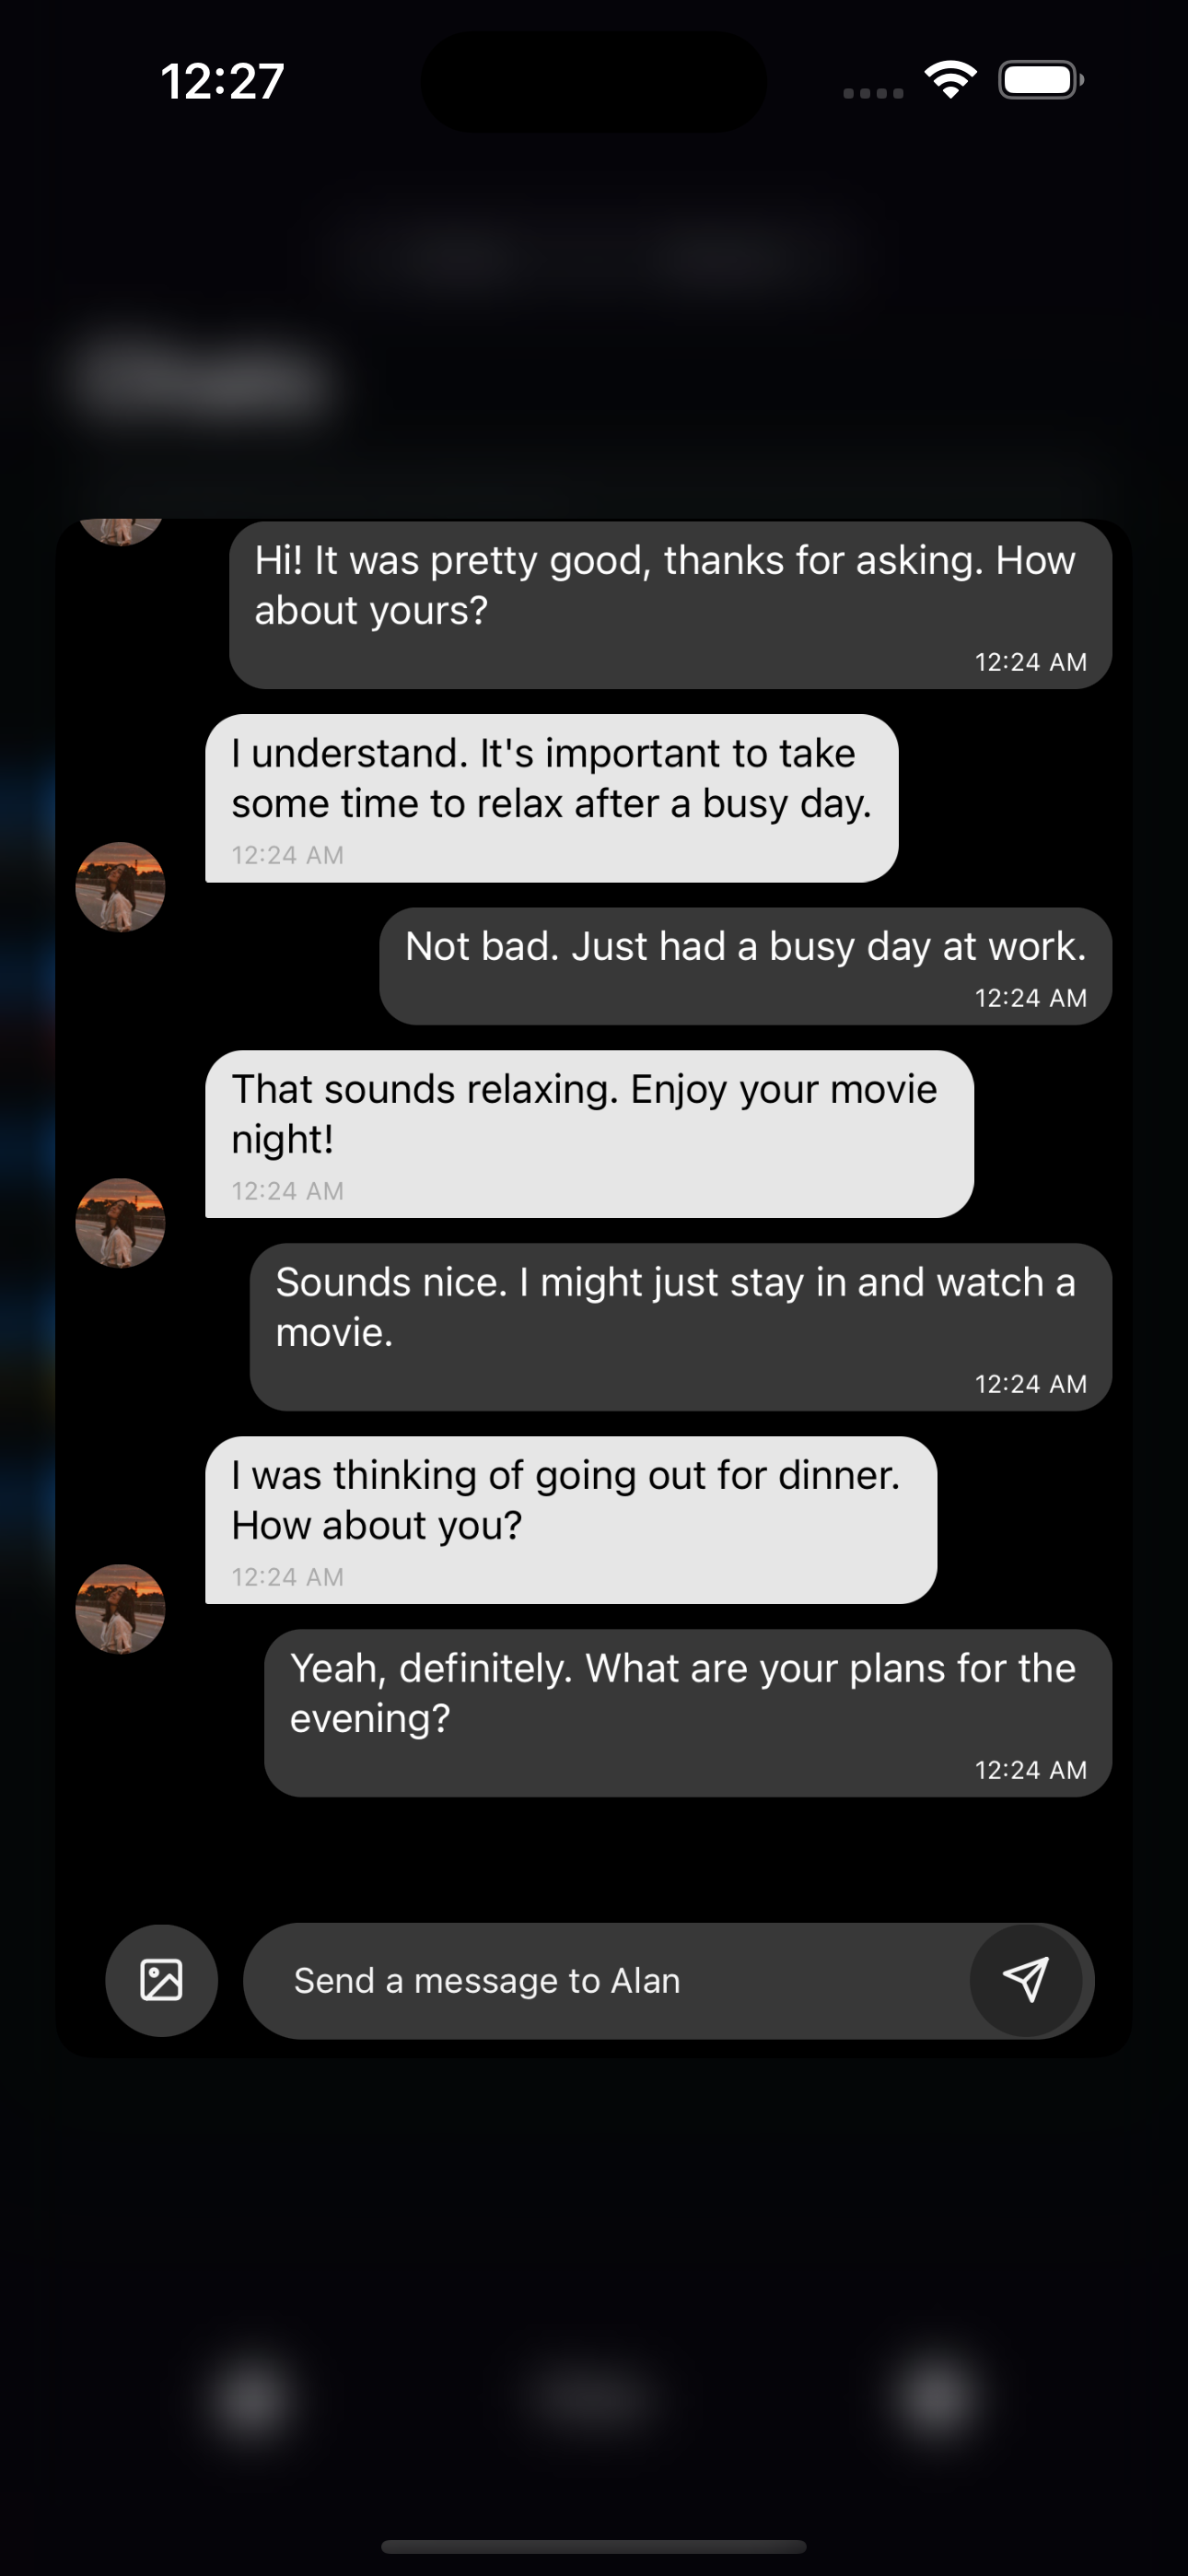 12:27
Hi! It was pretty good, thanks for asking. How
about yours?
12:24 AM
I understand. It's important to take
some time to relax after a busy day.
12:24 AM
Not bad. Just had a busy day at work.
12:24 AM
That sounds relaxing. Enjoy your movie
night!
12:24 AM
Sounds nice. I might just stay in and watch a
movie.
12:24 AM
I was thinking of going out for dinner.
How about you?
12:24 AM
Yeah, definitely. What are your plans for the
evening?
12:24 AM
Send a message to Alan